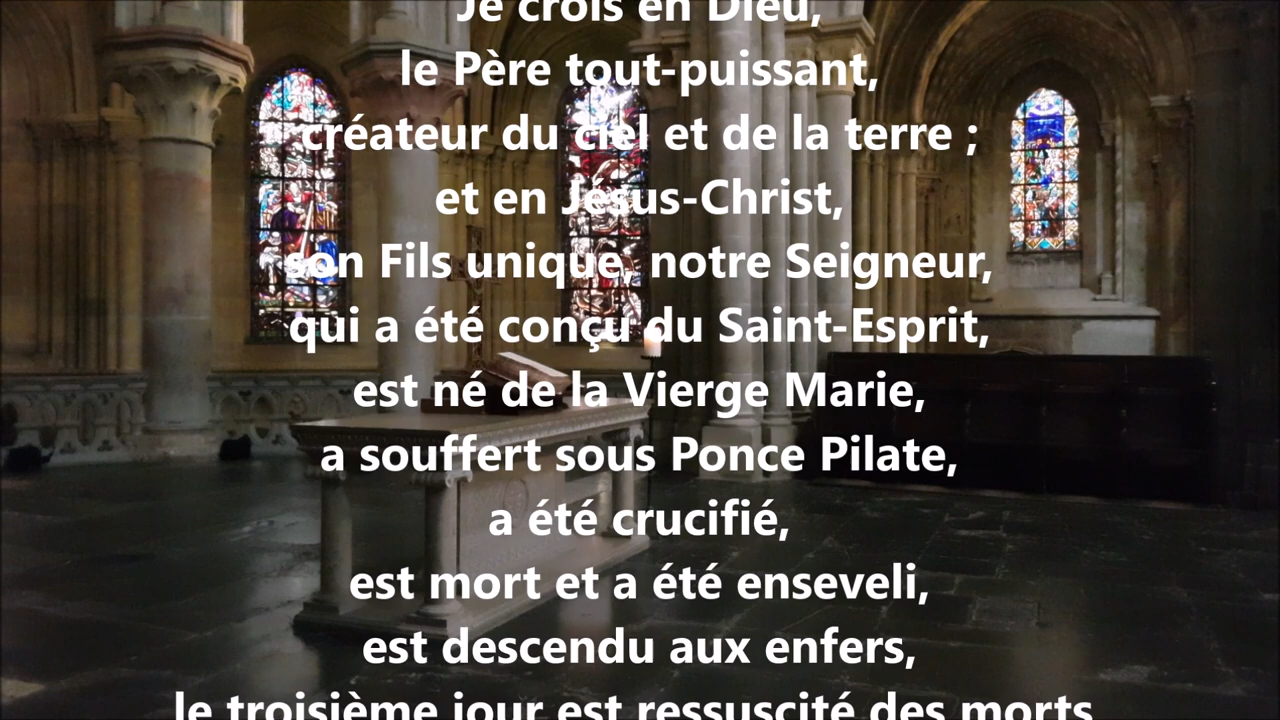 Je crois en Dieu,
le Père tout-puissant,
créateur du ciel et de la terre ;
et en Jésus-Christ,
son Fils unique, notre Seigneur,
qui a été conçu du Saint-Esprit,
est né de la Vierge Marie,
a souffert sous Ponce Pilate,
a été crucifié,
est mort et a été enseveli,
est descendu aux enfers,
le troisième jour est ressuscité des morts